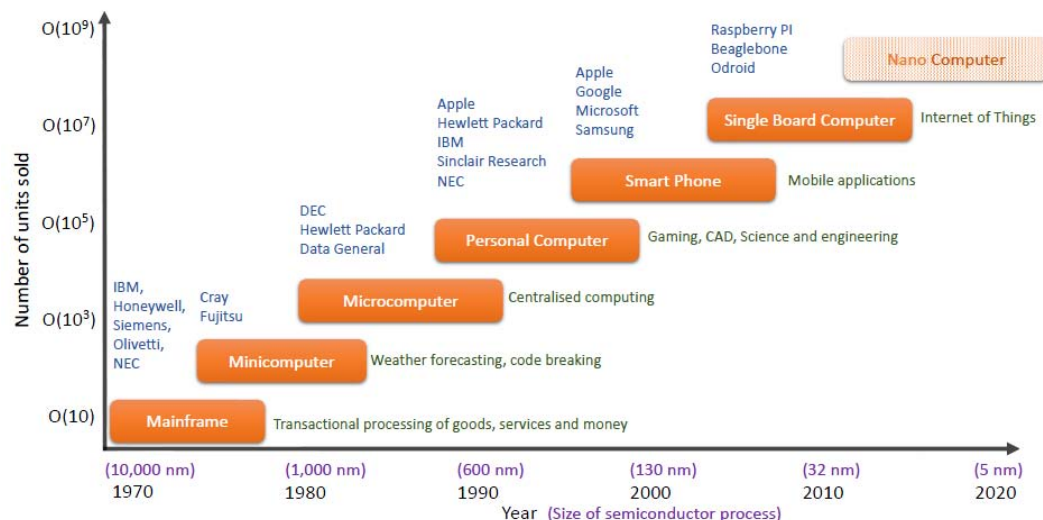 O(10⁹)
Raspberry PI
Beaglebone
Odroid
Nano Computer
Apple
Google
Microsoft
Samsung
O(10⁷)
Single Board Computer
Internet of Things
Apple
Hewlett Packard
IBM
Sinclair Research
NEC
Smart Phone
Mobile applications
O(10⁵)
DEC
Hewlett Packard
Data General
Personal Computer
Gaming, CAD, Science and engineering
Number of units sold
IBM,
Honeywell,
Siemens,
Olivetti,
NEC
Cray
Fujitsu
Microcomputer
Centralised computing
O(10³)
Minicomputer
Weather forecasting, code breaking
O(10)
Mainframe
Transactional processing of goods, services and money
(10,000 nm) (1,000 nm) (600 nm) (130 nm) (32 nm) (5 nm)
1970 1980 1990 2000 2010 2020
Year (Size of semiconductor process)